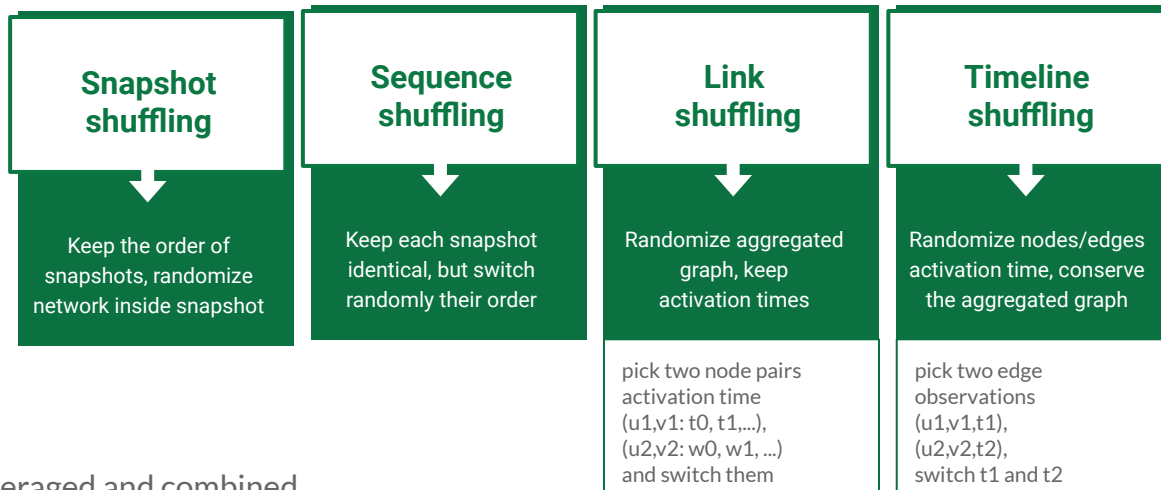 Snapshot
shuffling
Keep the order of
snapshots, randomize
network inside snapshot
Sequence
shuffling
Keep each snapshot
identical, but switch
randomly their order
Link
shuffling
Randomize aggregated
graph, keep
activation times
pick two node pairs
activation time
(u1,v1: t0, t1,...),
(u2,v2: w0, w1, ...)
and switch them
Timeline
shuffling
Randomize nodes/edges
activation time, conserve
the aggregated graph
pick two edge
observations
(u1,v1,t1),
(u2,v2,t2),
switch t1 and t2
eraged and combined